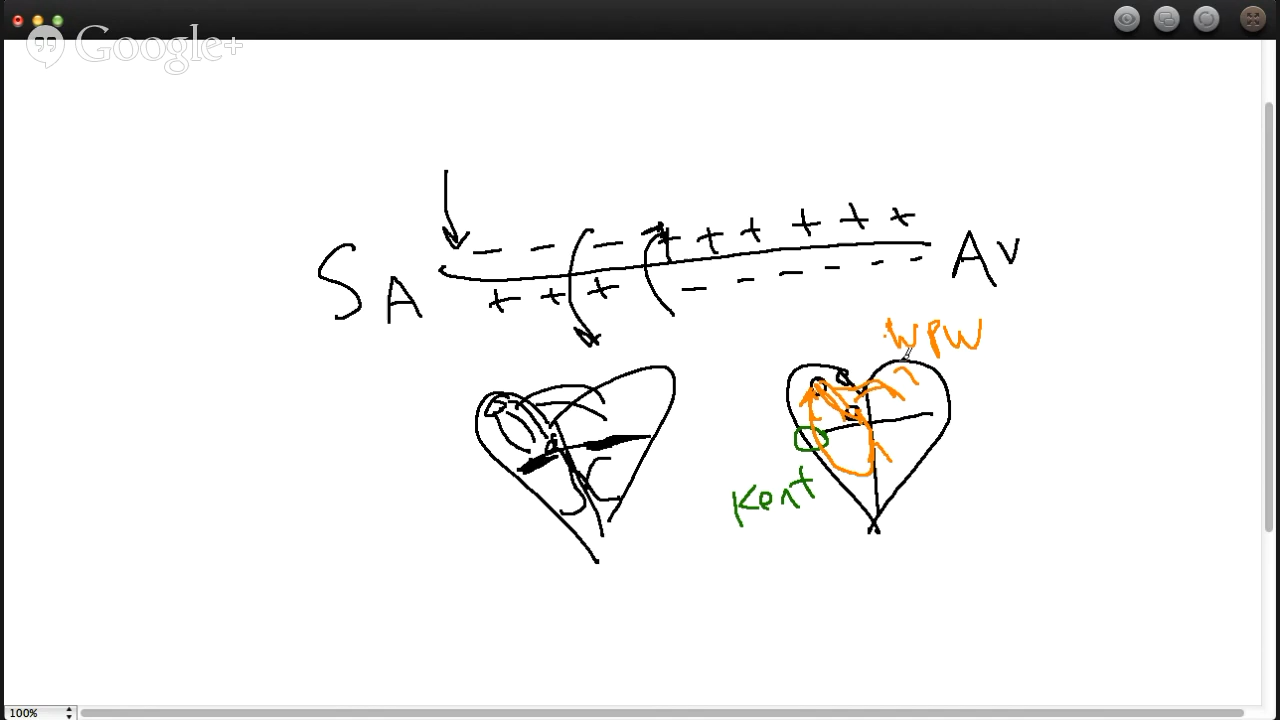 Google+
- - - + + + + + +
SA AV
+ + + - - - - - -
WPW
Kent
100%